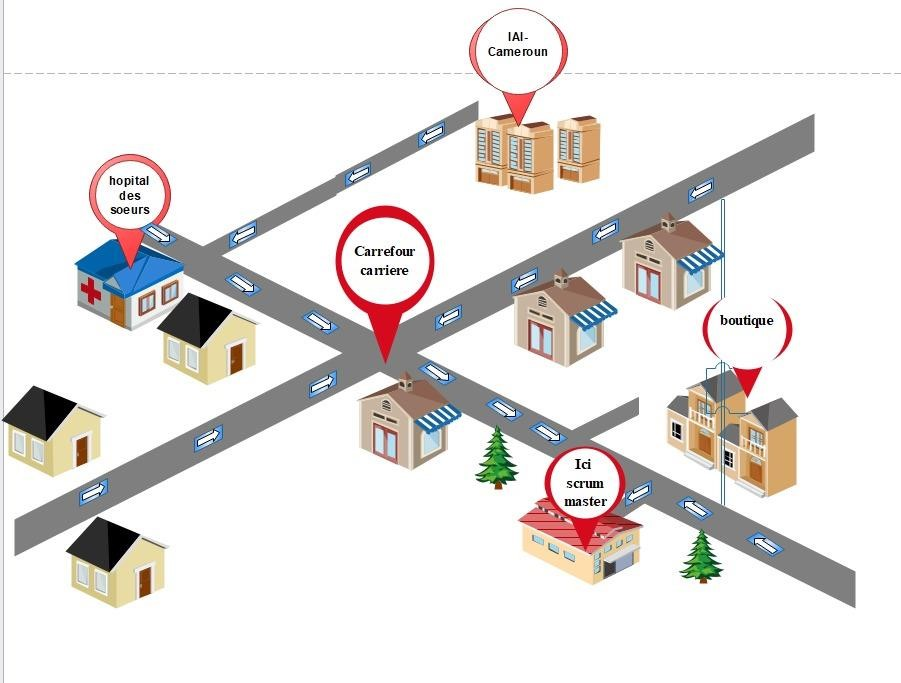 IAI-
Cameroun
hopital
des
soeurs
Carrefour
carriere
boutique
Ici
scrum
master